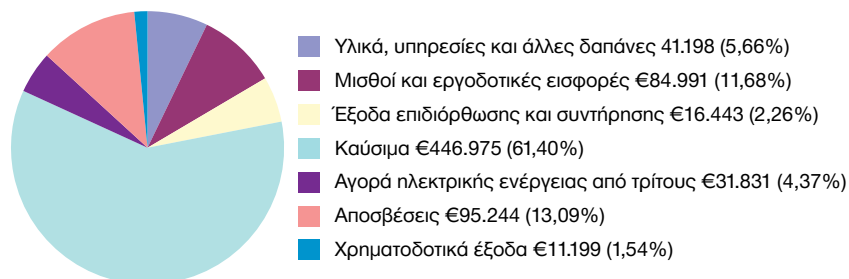 Υλικά, υπηρεσίες και άλλες δαπάνες 41.198 (5,66%)
Μισθοί και εργοδοτικές εισφορές €84.991 (11,68%)
Έξοδα επιδιόρθωσης και συντήρησης €16.443 (2,26%)
Καύσιμα €446.975 (61,40%)
Αγορά ηλεκτρικής ενέργειας από τρίτους €31.831 (4,37%)
Αποσβέσεις €95.244 (13,09%)
Χρηματοδοτικά έξοδα €11.199 (1,54%)